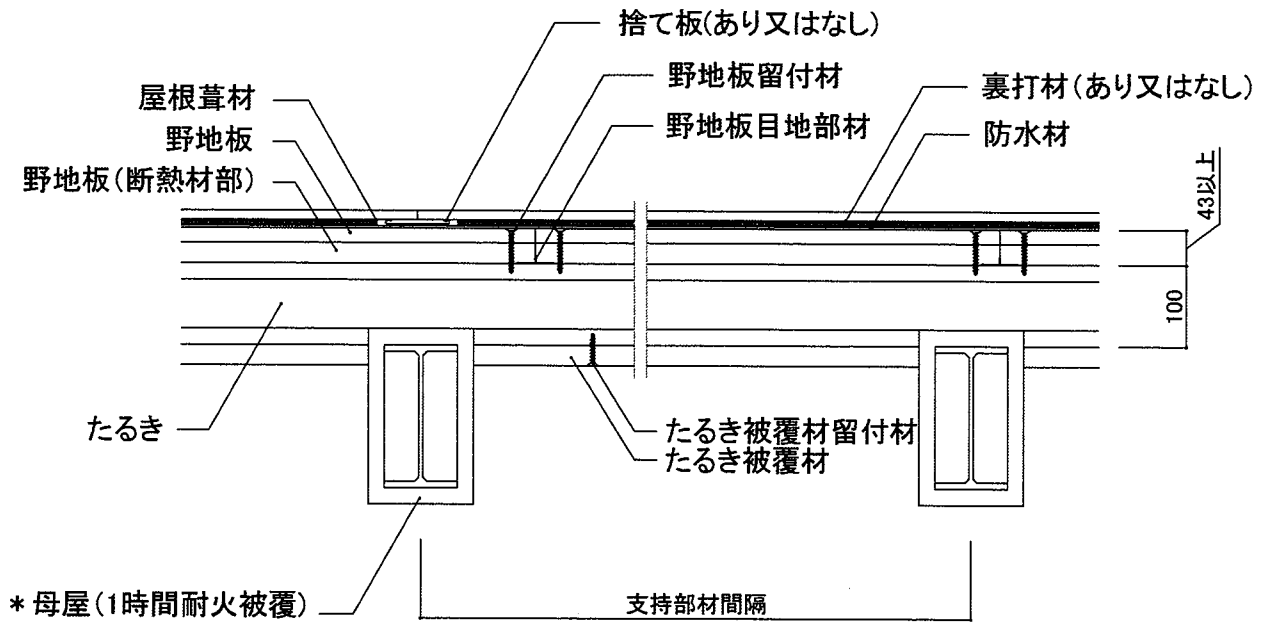 捨て板(あり又はなし)
野地板留付材
屋根葺材
裏打材(あり又はなし)
野地板目地部材
野地板
防水材
野地板(断熱材部)
43以上
100
たるき
たるき被覆材留付材
たるき被覆材
*母屋(1時間耐火被覆)
支持部材間隔